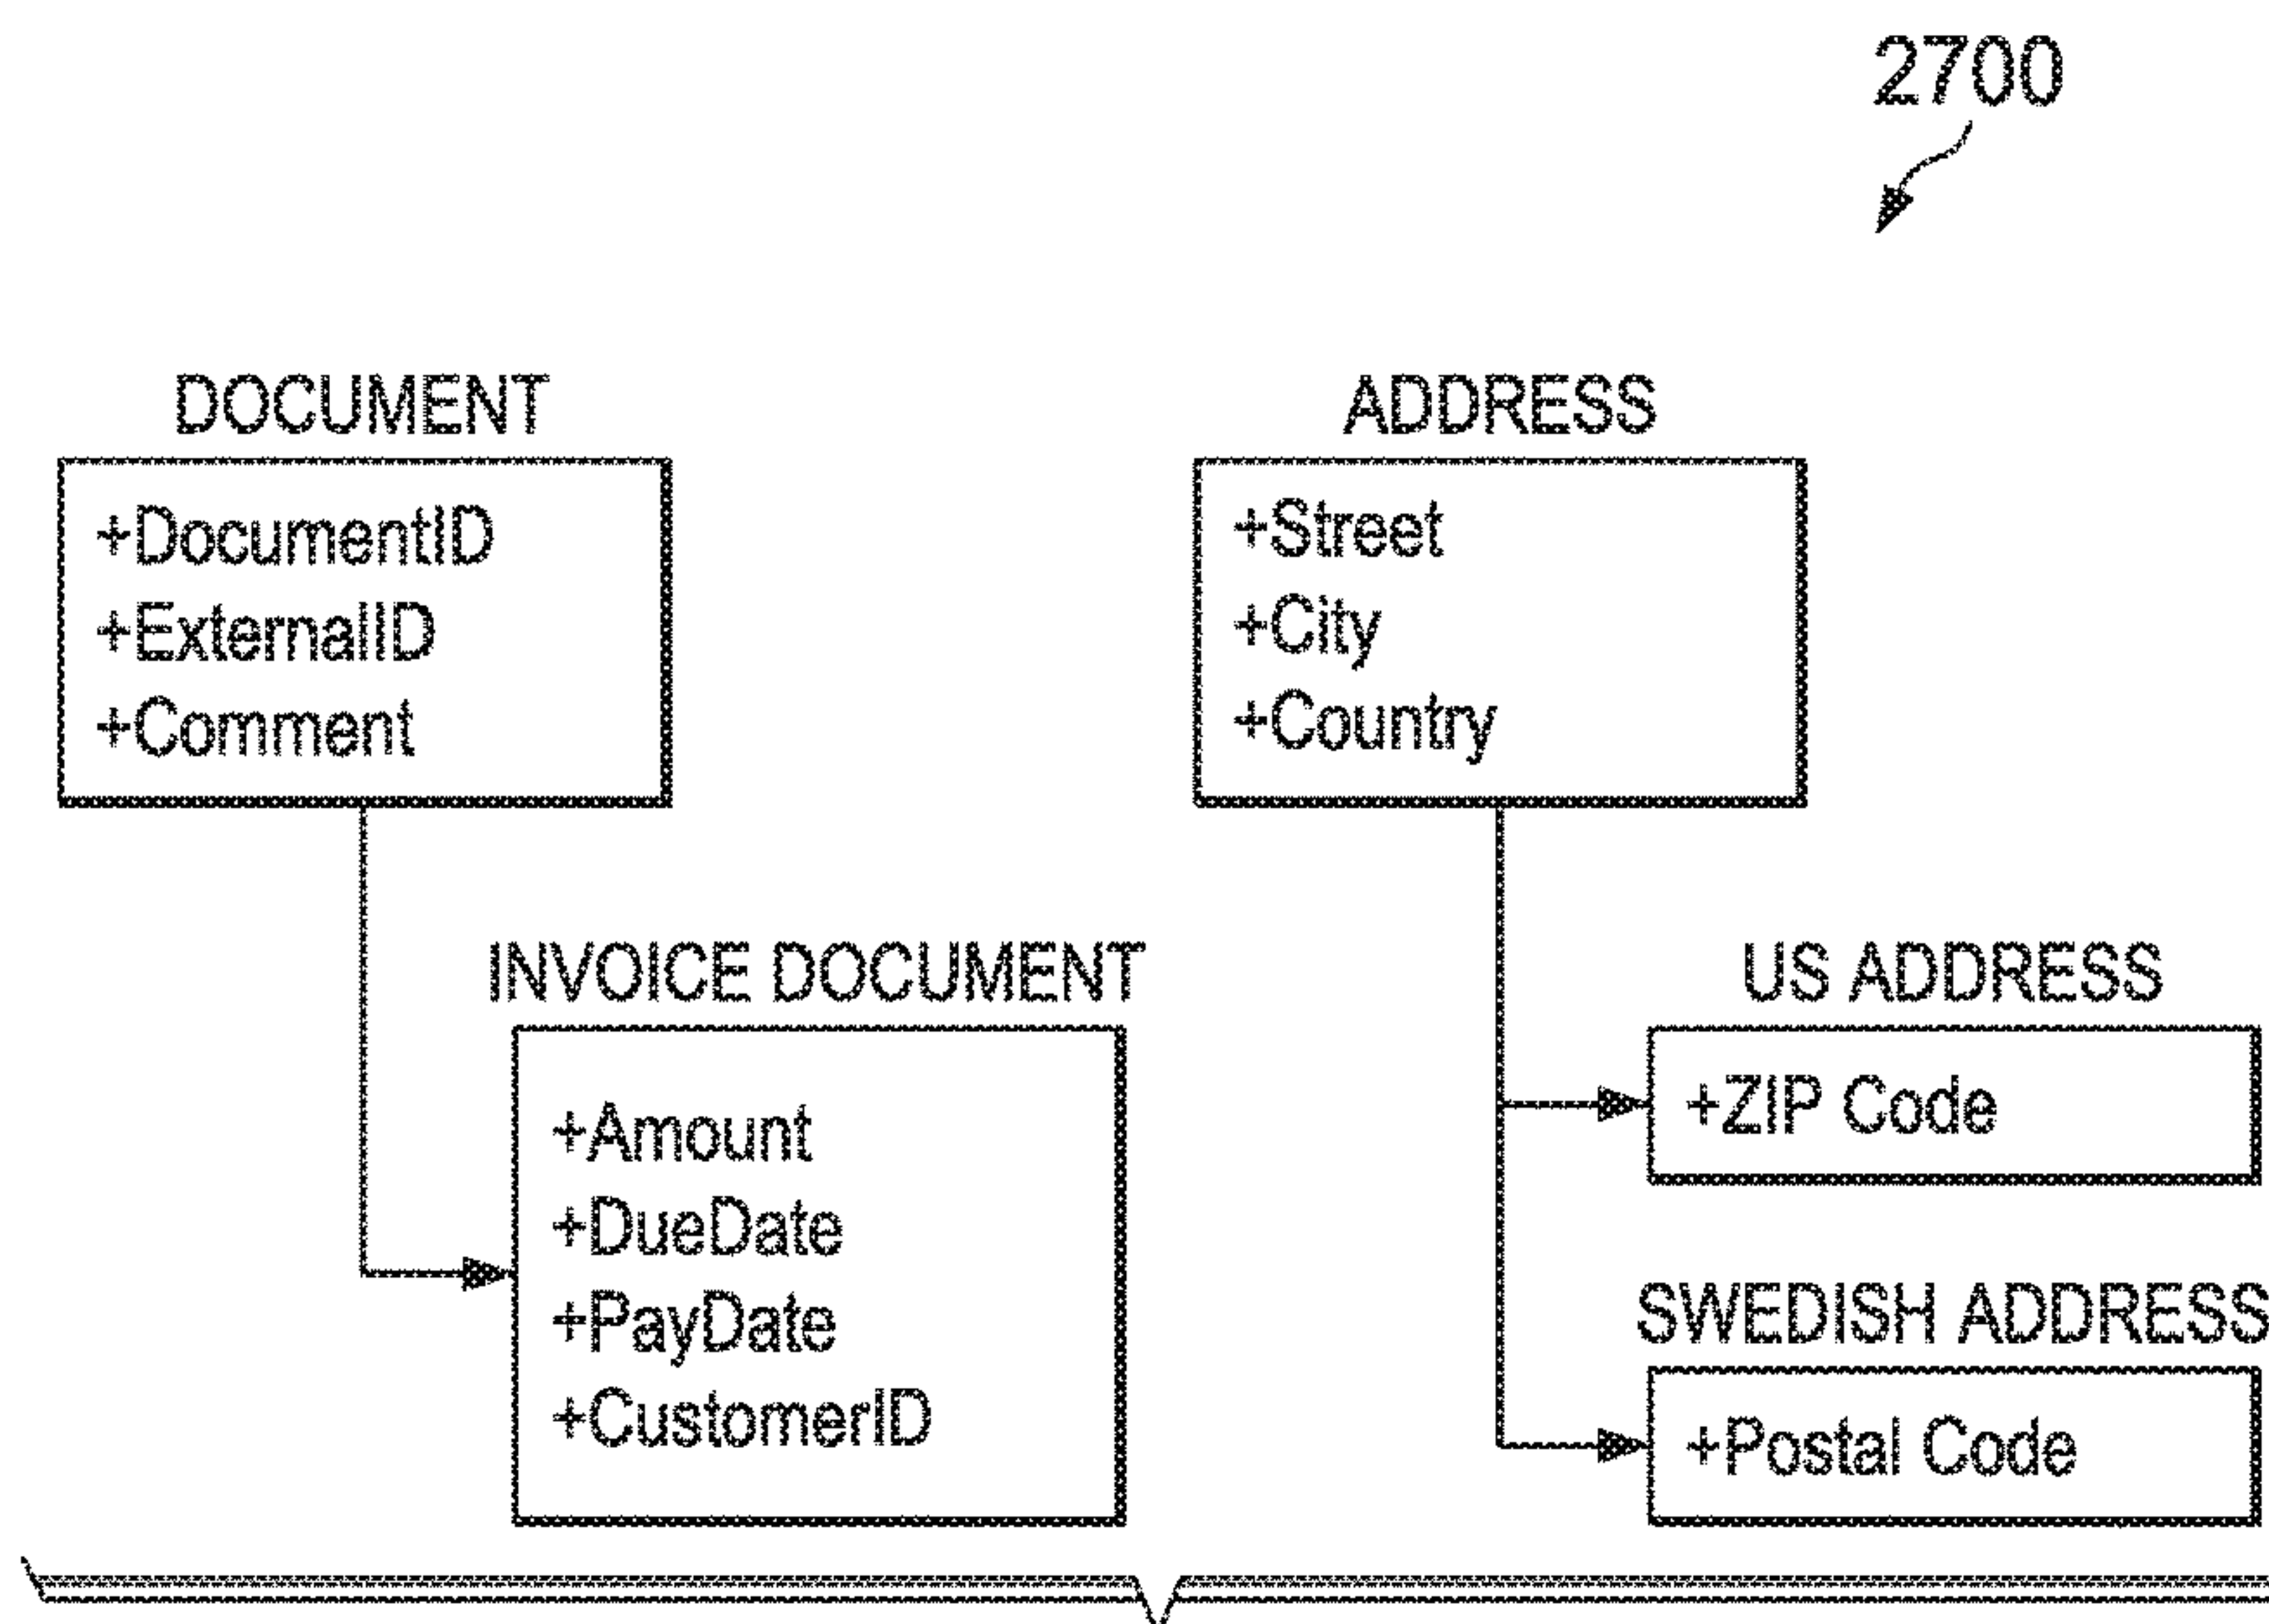 2700
DOCUMENT
+DocumentID
+ExternalID
+Comment
ADDRESS
+Street
+City
+Country
INVOICE DOCUMENT
+Amount
+DueDate
+PayDate
+CustomerID
US ADDRESS
+ZIP Code
SWEDISH ADDRESS
+Postal Code